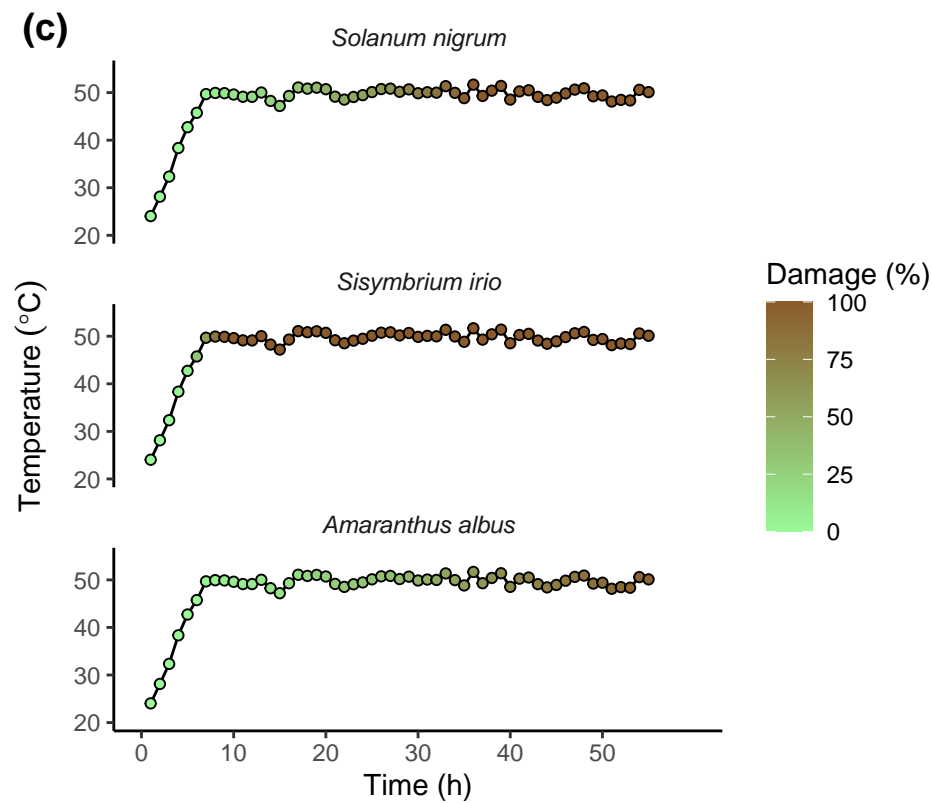 (c)
Solanum nigrum
50
40
30
20
Sisymbrium irio
50
40
30
20
Amaranthus albus
50
40
30
20
0 10 20 30 40 50
Time (h)
Temperature (°C)
Damage (%)
100
75
50
25
0